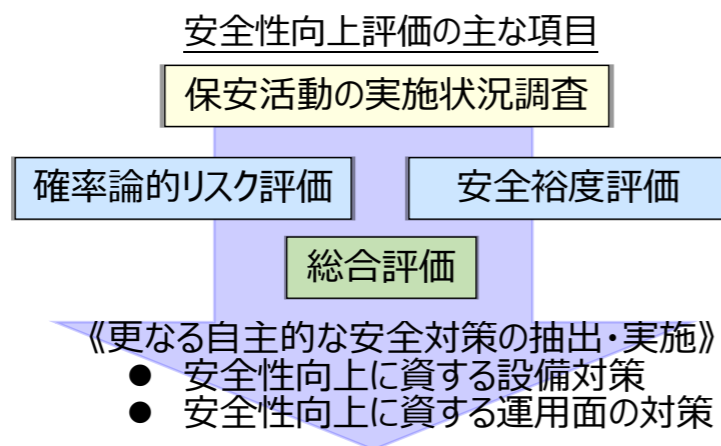 安全性向上評価の主な項目
保安活動の実施状況調査
確率論的リスク評価
安全裕度評価
総合評価
《更なる自主的な安全対策の抽出・実施》
● 安全性向上に資する設備対策
● 安全性向上に資する運用面の対策